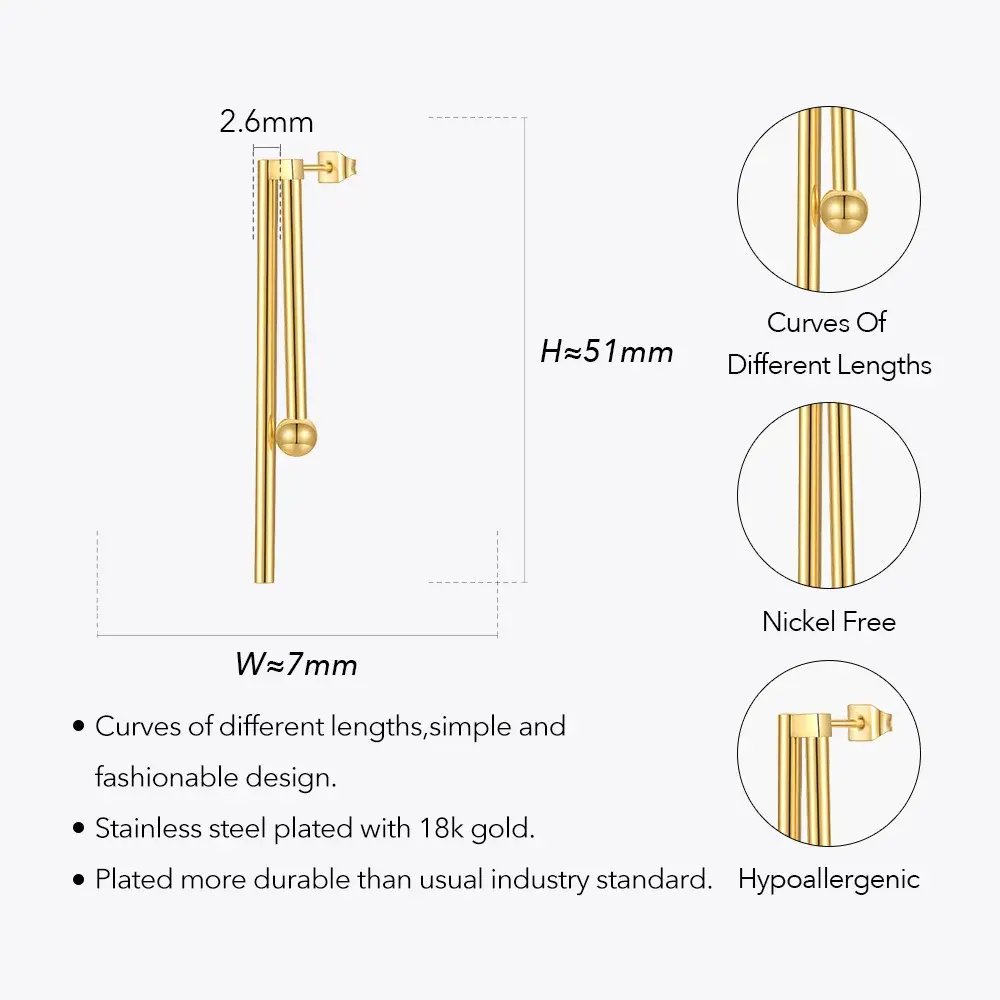 2.6mm
H≈51mm
W≈7mm
• Curves of different lengths,simple and
fashionable design.
• Stainless steel plated with 18k gold.
• Plated more durable than usual industry standard.
Curves Of
Different Lengths
Nickel Free
Hypoallergenic